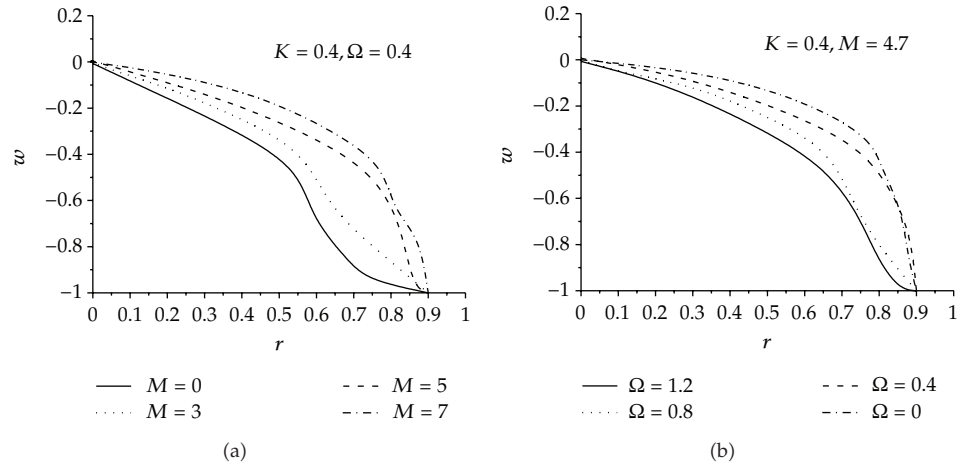 0.2
0
−0.2
−0.4
−0.6
−0.8
−1
w
K = 0.4, Ω = 0.4
0 0.1 0.2 0.3 0.4 0.5 0.6 0.7 0.8 0.9 1
r
M = 0
M = 3
M = 5
M = 7
(a)
0.2
0
−0.2
−0.4
−0.6
−0.8
−1
w
K = 0.4, M = 4.7
0 0.1 0.2 0.3 0.4 0.5 0.6 0.7 0.8 0.9 1
r
Ω = 1.2
Ω = 0.8
Ω = 0.4
Ω = 0
(b)